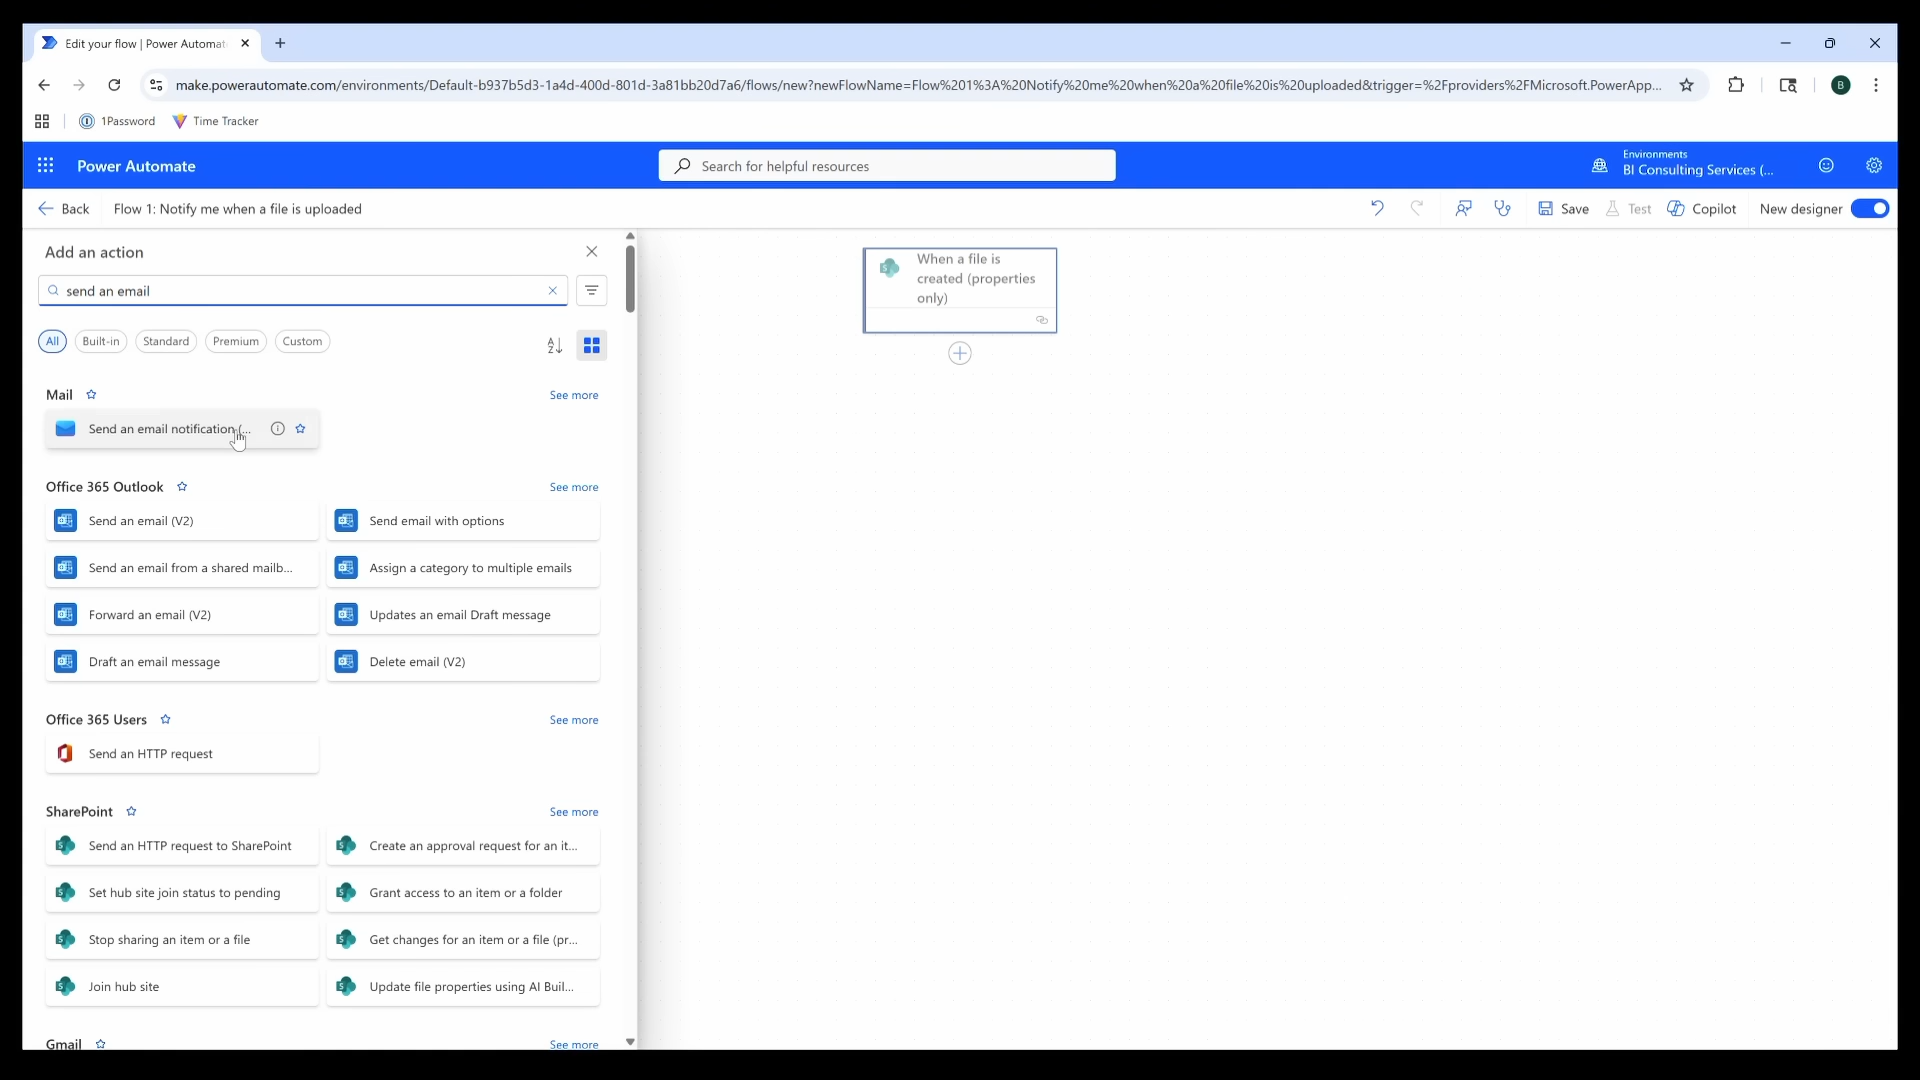 Edit your flow | Power Automat
make.powerautomate.com/environments/Default-b937b5d3-1a4d-400d-801d-3a81bb20d7a6/flows/new?newFlowName=Flow%201%3A%20Notify%20me%20when%20a%20file%20is%20uploaded&trigger=%2Fproviders%2FMicrosoft.PowerApp...
B
1Password
Time Tracker
Power Automate
Search for helpful resources
Environments
BI Consulting Services (...
Back
Flow 1: Notify me when a file is uploaded
Save
Test
Copilot
New designer
Add an action
send an email
All
Built-in
Standard
Premium
Custom
Mail
See more
Send an email notification (...
Office 365 Outlook
See more
Send an email (V2)
Send email with options
Send an email from a shared mailb...
Assign a category to multiple emails
Forward an email (V2)
Updates an email Draft message
Draft an email message
Delete email (V2)
Office 365 Users
See more
Send an HTTP request
SharePoint
See more
Send an HTTP request to SharePoint
Create an approval request for an it...
Set hub site join status to pending
Grant access to an item or a folder
Stop sharing an item or a file
Get changes for an item or a file (pr...
Join hub site
Update file properties using AI Buil...
Gmail
See more
When a file is
created (properties
only)